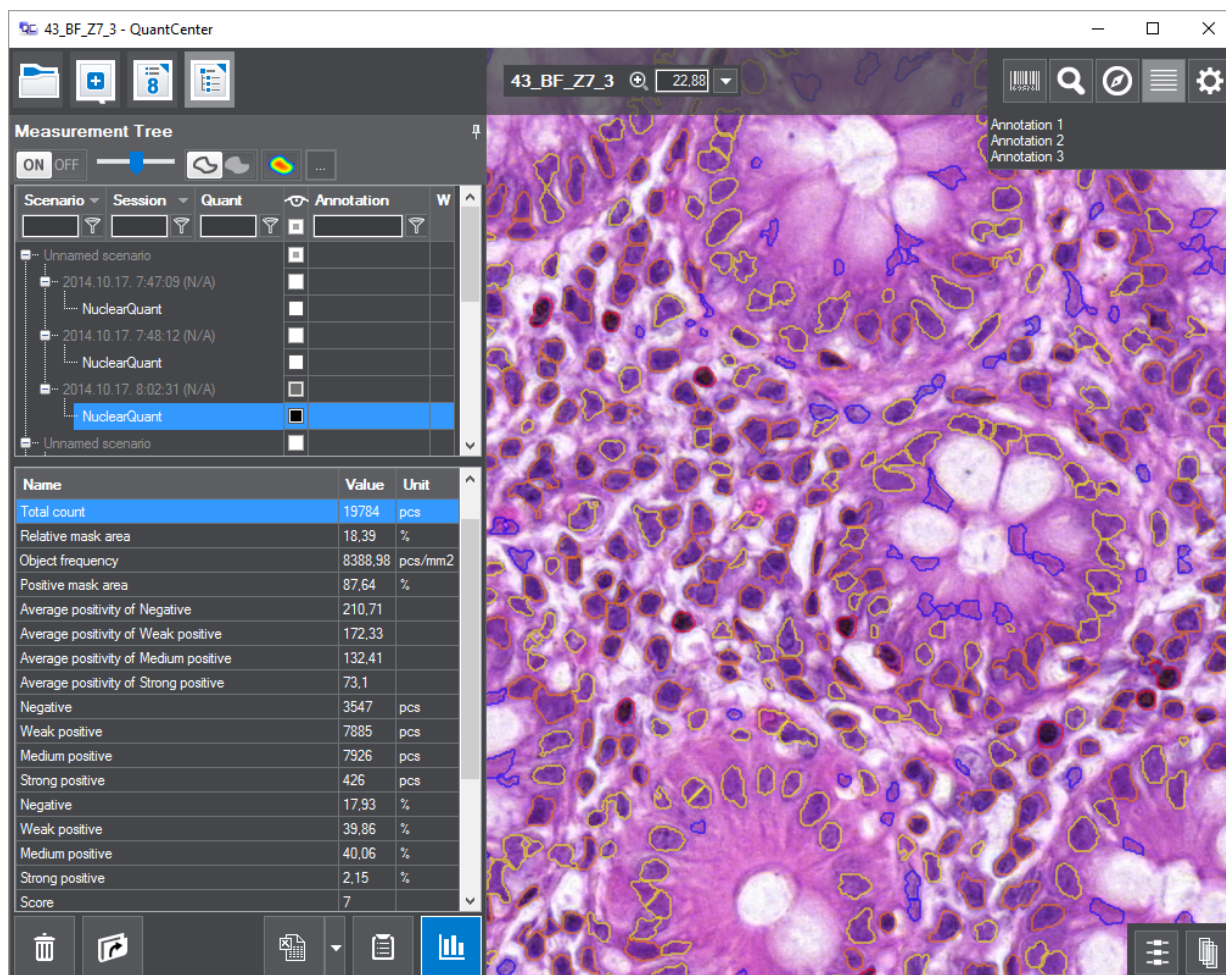 43_BF_Z7_3 - QuantCenter
8
43_BF_Z7_3 22,88
Annotation 1
Annotation 2
Annotation 3
Measurement Tree
ON OFF ...
Scenario Session Quant Annotation W
Unnamed scenario
2014.10.17. 7:47:09 (N/A)
NuclearQuant
2014.10.17. 7:48:12 (N/A)
NuclearQuant
2014.10.17. 8:02:31 (N/A)
NuclearQuant
Unnamed scenario
Name Value Unit
Total count 19784 pcs
Relative mask area 18,39 %
Object frequency 8388,98 pcs/mm2
Positive mask area 87,64 %
Average positivity of Negative 210,71
Average positivity of Weak positive 172,33
Average positivity of Medium positive 132,41
Average positivity of Strong positive 73,1
Negative 3547 pcs
Weak positive 7885 pcs
Medium positive 7926 pcs
Strong positive 426 pcs
Negative 17,93 %
Weak positive 39,86 %
Medium positive 40,06 %
Strong positive 2,15 %
Score 7